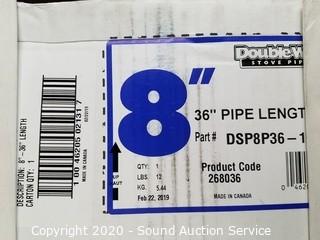 DESCRIPTION: 8" -36" LENGTH
CARTON QTY: 1
1 00 46205 02131 7
MADE IN CANADA
8"
STOVE PIPE
36" PIPE LENGT
Part# DSP8P36-1
QTY. 1
LBS. 12
KG. 5.44
Feb 22, 2019
Product Code
268036
MADE IN CANADA
UP
HAUT
© 2020 - Sound Auction Service